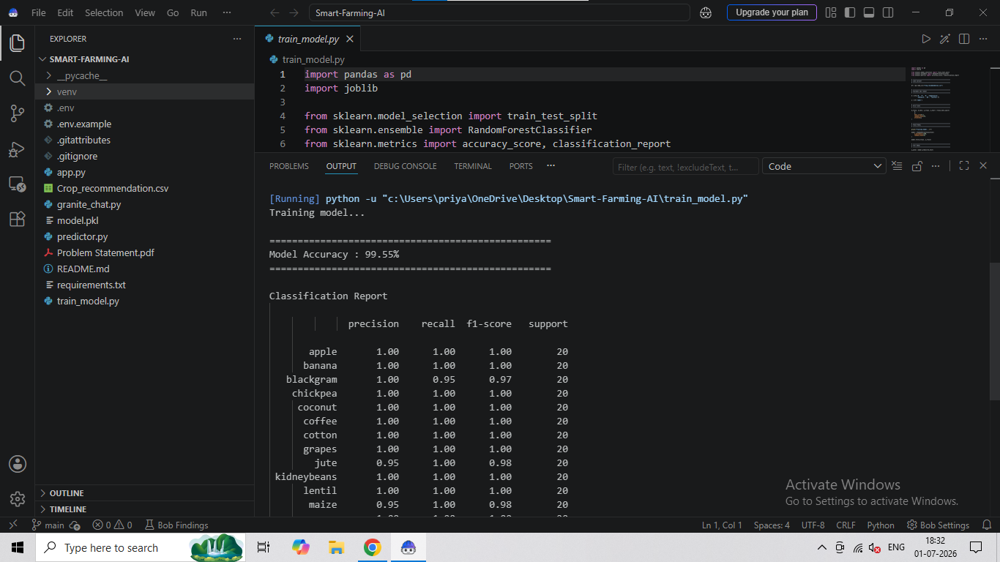 File Edit Selection View Go Run ···
Smart-Farming-AI
Upgrade your plan
EXPLORER
SMART-FARMING-AI
__pycache__
venv
.env
.env.example
.gitattributes
.gitignore
app.py
Crop_recommendation.csv
granite_chat.py
model.pkl
predictor.py
Problem Statement.pdf
README.md
requirements.txt
train_model.py
OUTLINE
TIMELINE
train_model.py
train_model.py
1 import pandas as pd
2 import joblib
3
4 from sklearn.model_selection import train_test_split
5 from sklearn.ensemble import RandomForestClassifier
6 from sklearn.metrics import accuracy_score, classification_report
PROBLEMS OUTPUT DEBUG CONSOLE TERMINAL PORTS ···
Filter (e.g. text, !excludeText, t...
Code
[Running] python -u "c:\Users\priya\OneDrive\Desktop\Smart-Farming-AI\train_model.py"
Training model...
==================================================
Model Accuracy : 99.55%
==================================================
Classification Report
precision recall f1-score support
apple 1.00 1.00 1.00 20
banana 1.00 1.00 1.00 20
blackgram 1.00 0.95 0.97 20
chickpea 1.00 1.00 1.00 20
coconut 1.00 1.00 1.00 20
coffee 1.00 1.00 1.00 20
cotton 1.00 1.00 1.00 20
grapes 1.00 1.00 1.00 20
jute 0.95 1.00 0.98 20
kidneybeans 1.00 1.00 1.00 20
lentil 1.00 1.00 1.00 20
maize 0.95 1.00 0.98 20
Activate Windows
Go to Settings to activate Windows.
main
0 0
Bob Findings
Ln 1, Col 1 Spaces: 4 UTF-8 CRLF Python Bob Settings
Type here to search
ENG
18:32
01-07-2026